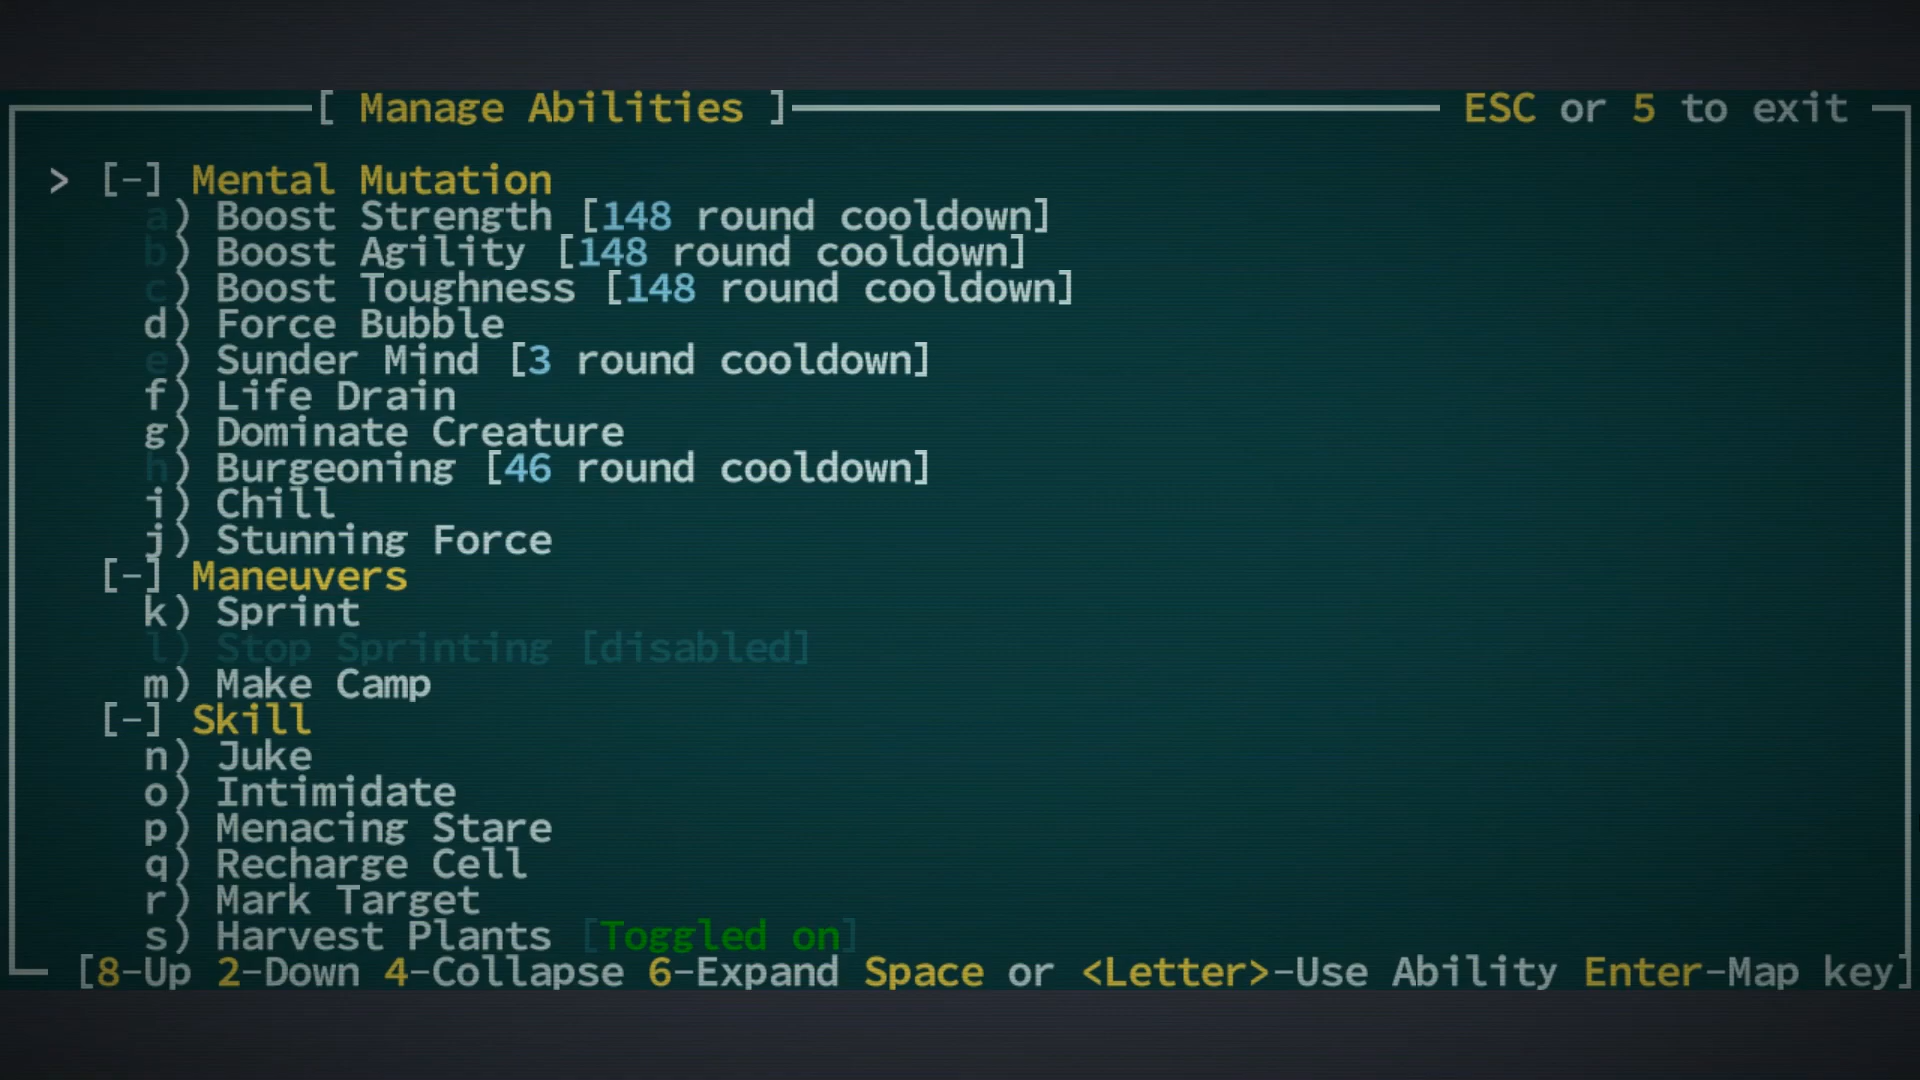 [ Manage Abilities ] ESC or 5 to exit
> [-] Mental Mutation
a) Boost Strength [148 round cooldown]
b) Boost Agility [148 round cooldown]
c) Boost Toughness [148 round cooldown]
d) Force Bubble
e) Sunder Mind [3 round cooldown]
f) Life Drain
g) Dominate Creature
h) Burgeoning [46 round cooldown]
i) Chill
j) Stunning Force
[-] Maneuvers
k) Sprint
l) Stop Sprinting [disabled]
m) Make Camp
[-] Skill
n) Juke
o) Intimidate
p) Menacing Stare
q) Recharge Cell
r) Mark Target
s) Harvest Plants [Toggled on]
[8-Up 2-Down 4-Collapse 6-Expand Space or <Letter>-Use Ability Enter-Map key]